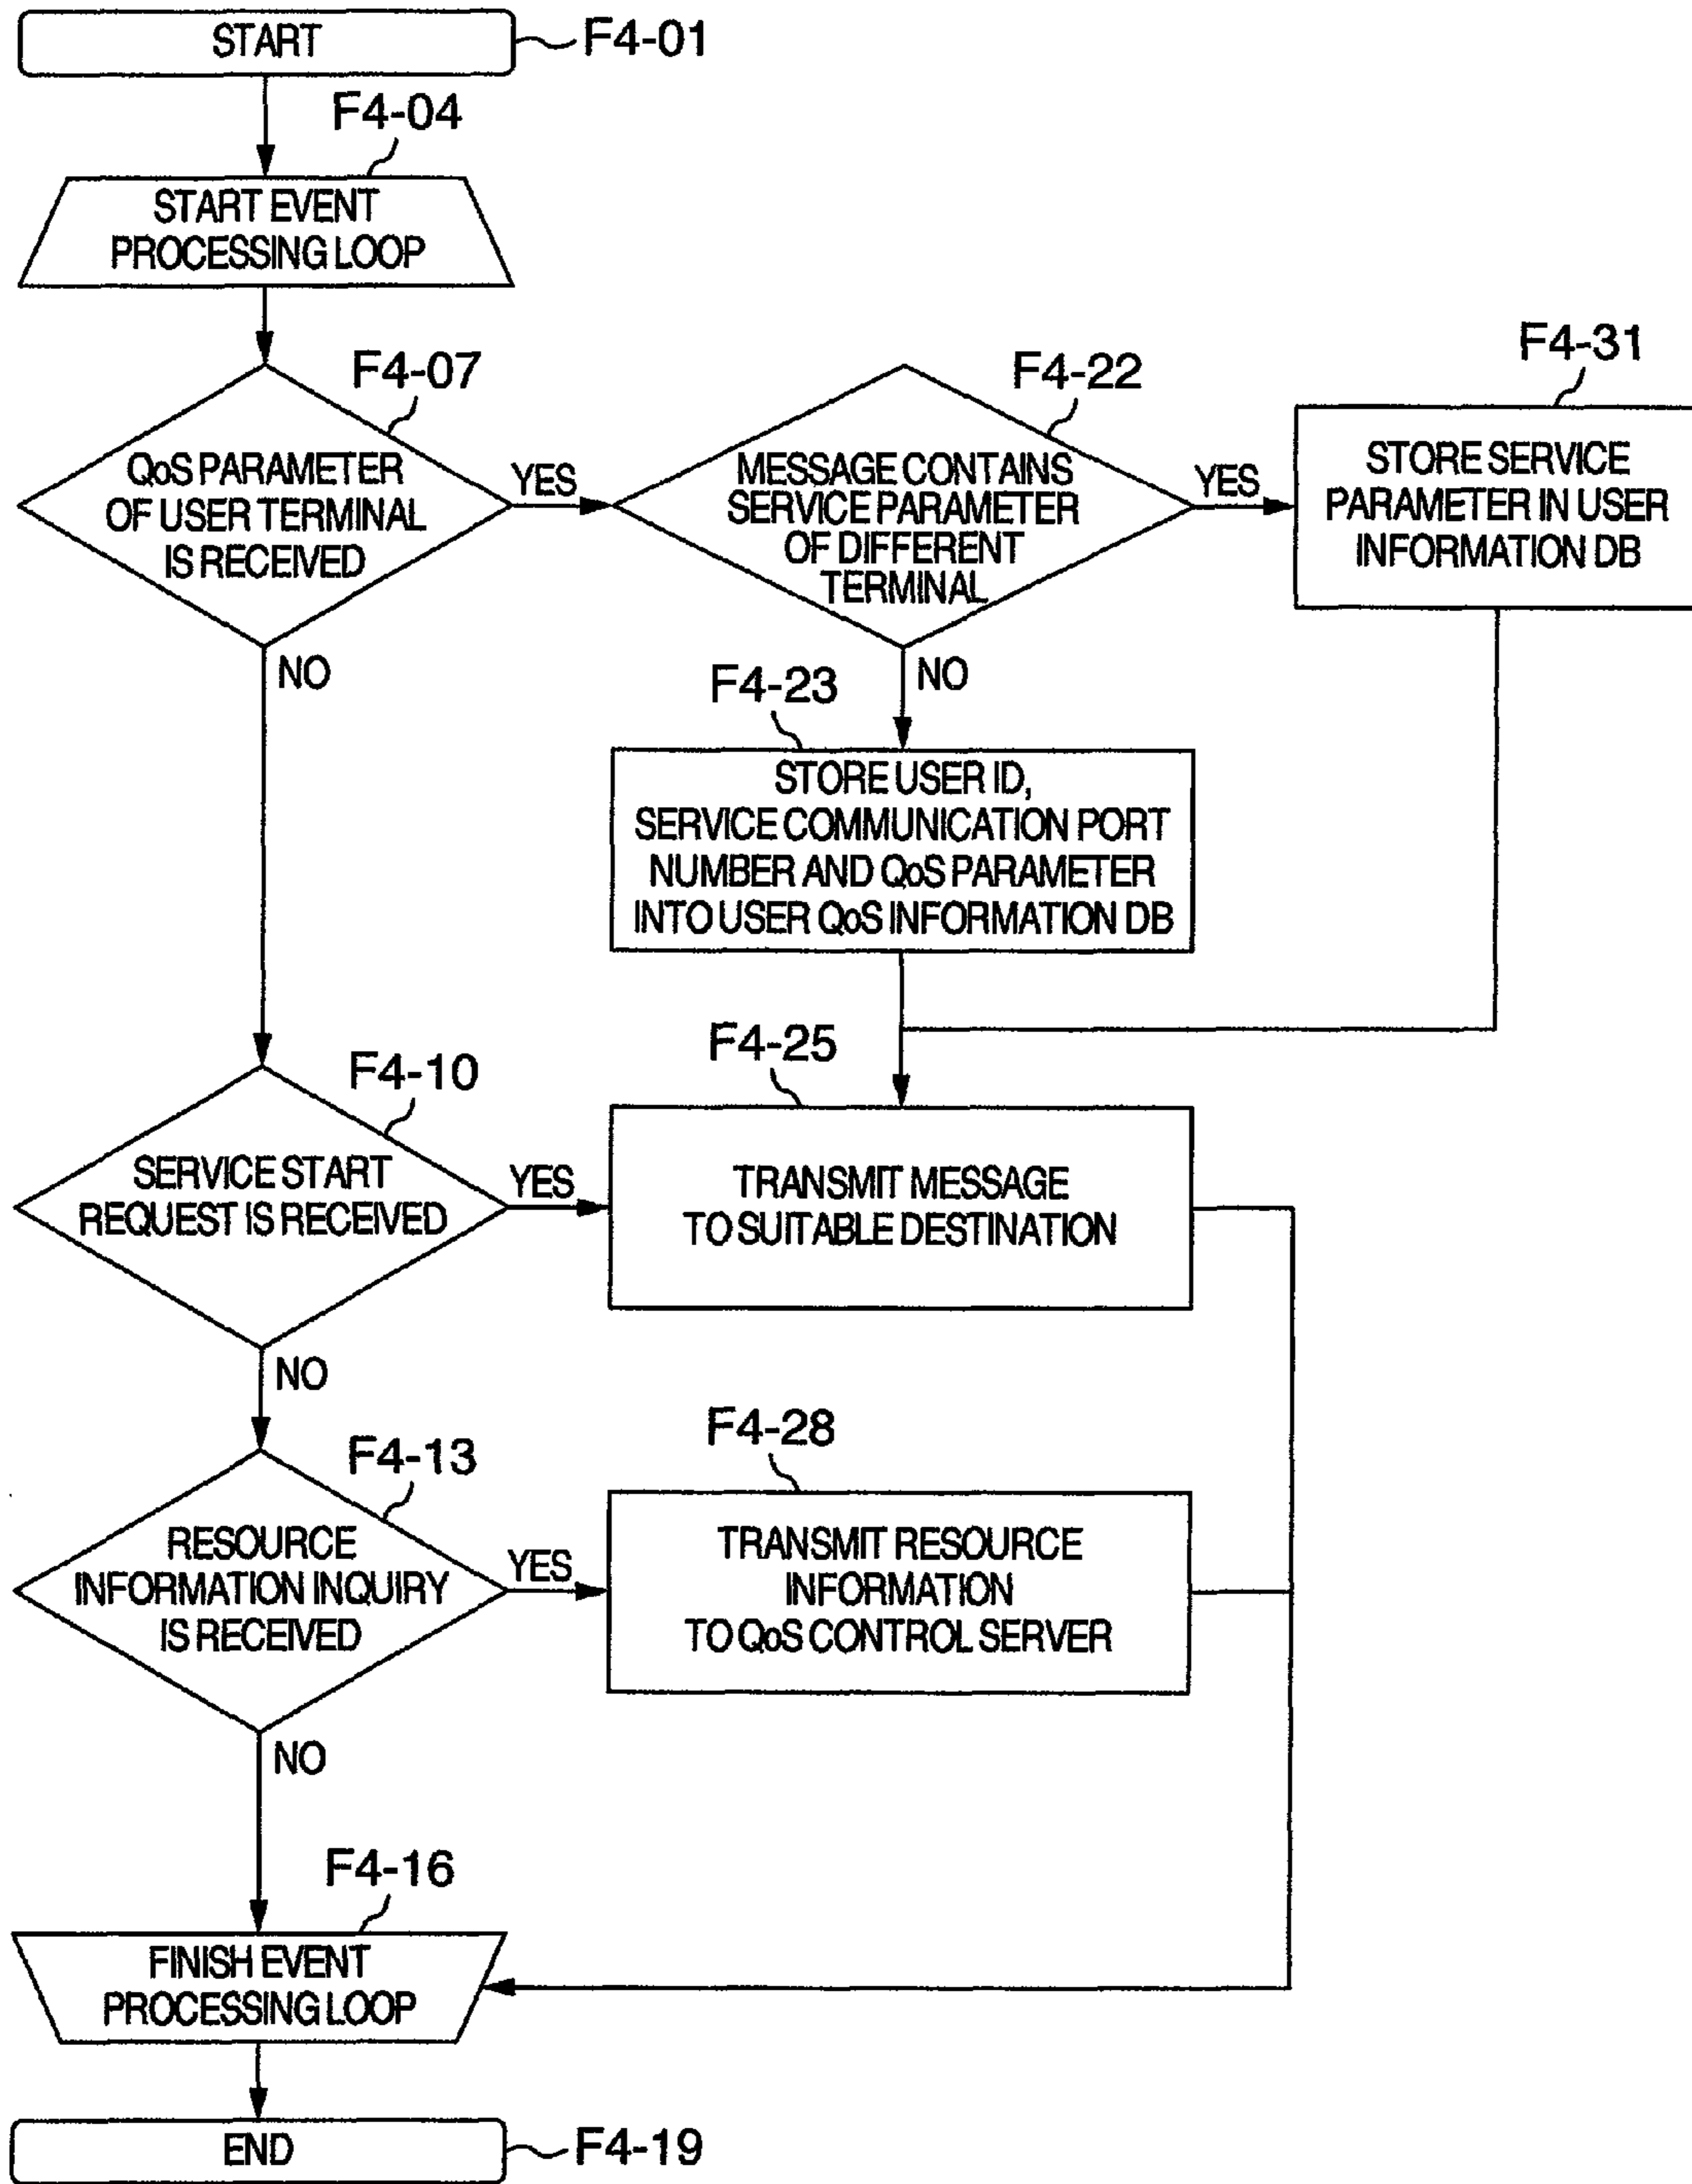 START
F4-01
F4-04
START EVENT
PROCESSING LOOP
F4-07
QoS PARAMETER
OF USER TERMINAL
IS RECEIVED
YES
NO
F4-22
MESSAGE CONTAINS
SERVICE PARAMETER
OF DIFFERENT
TERMINAL
YES
NO
F4-31
STORE SERVICE
PARAMETER IN USER
INFORMATION DB
F4-23
STORE USER ID,
SERVICE COMMUNICATION PORT
NUMBER AND QoS PARAMETER
INTO USER QoS INFORMATION DB
F4-10
SERVICE START
REQUEST IS RECEIVED
YES
NO
F4-25
TRANSMIT MESSAGE
TO SUITABLE DESTINATION
F4-13
RESOURCE
INFORMATION INQUIRY
IS RECEIVED
YES
NO
F4-28
TRANSMIT RESOURCE
INFORMATION
TO QoS CONTROL SERVER
F4-16
FINISH EVENT
PROCESSING LOOP
END
F4-19